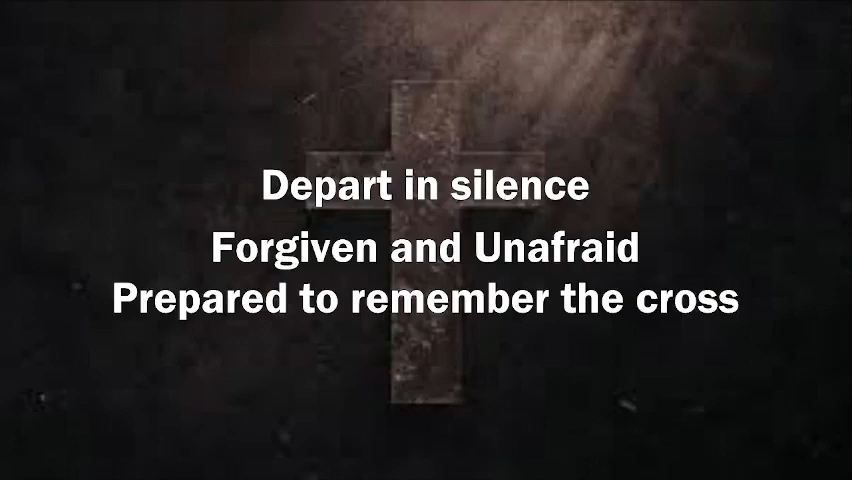 Depart in silence
Forgiven and Unafraid
Prepared to remember the cross